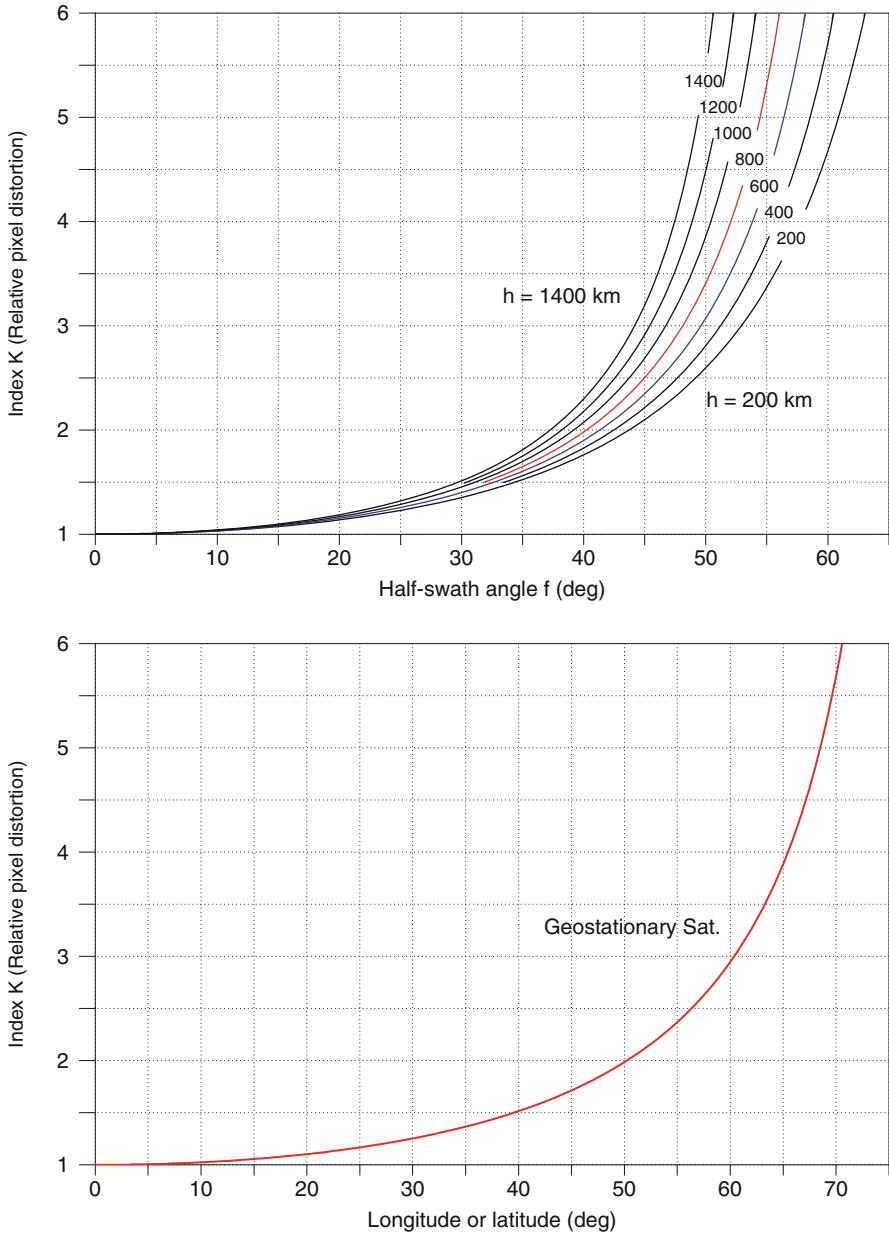 6
5
4
3
2
1
Index K (Relative pixel distortion)
1400
1200
1000
800
600
400
200
h = 1400 km
h = 200 km
0 10 20 30 40 50 60
Half-swath angle f (deg)
6
5
4
3
2
1
Index K (Relative pixel distortion)
Geostationary Sat.
0 10 20 30 40 50 60 70
Longitude or latitude (deg)